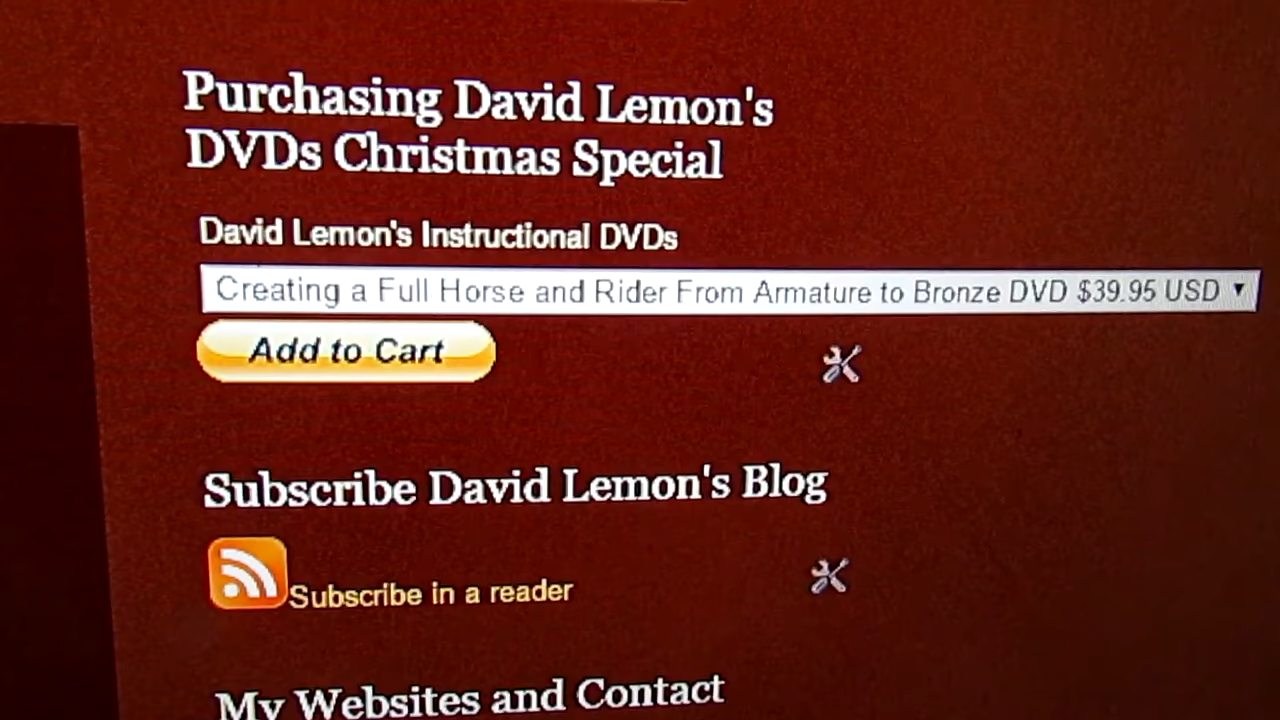 Purchasing David Lemon's
DVDs Christmas Special
David Lemon's Instructional DVDs
Creating a Full Horse and Rider From Armature to Bronze DVD $39.95 USD
Add to Cart
Subscribe David Lemon's Blog
Subscribe in a reader
My Websites and Contact